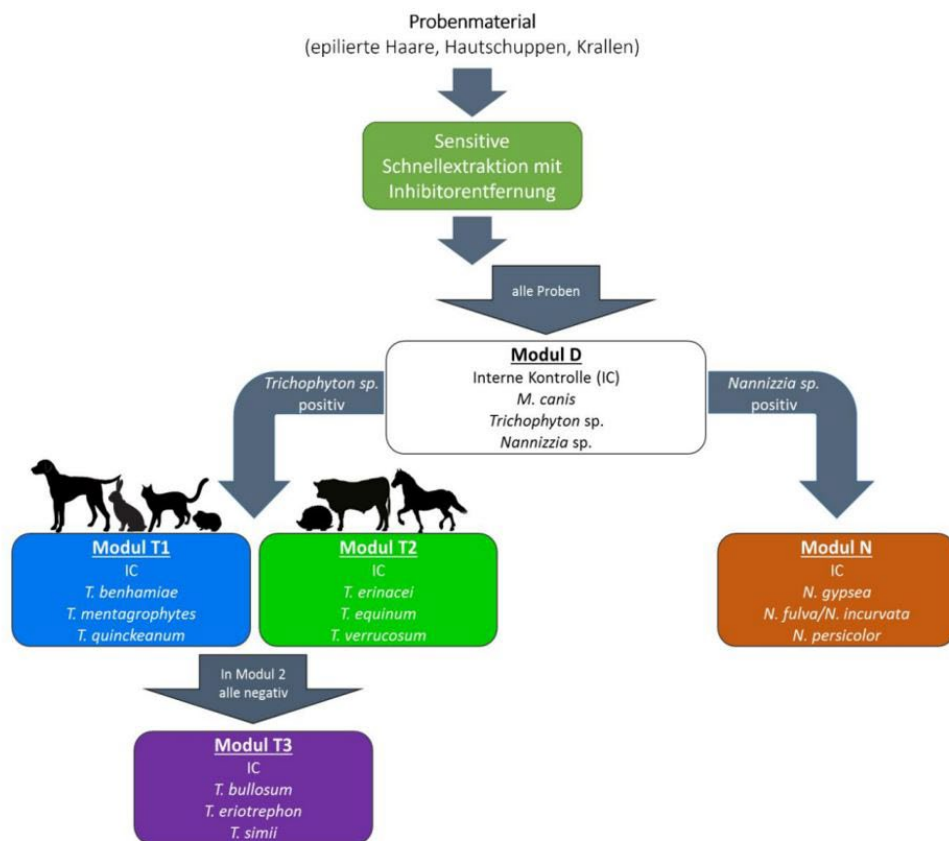 Probenmaterial
(epilierte Haare, Hautschuppen, Krallen)
Sensitive
Schnellextraktion mit
Inhibitorentfernung
alle Proben
Modul D
Interne Kontrolle (IC)
M. canis
Trichophyton sp.
Nannizzia sp.
Trichophyton sp.
positiv
Nannizzia sp.
positiv
Modul T1
IC
T. benhamiae
T. mentagrophytes
T. quinckeanum
Modul T2
IC
T. erinacei
T. equinum
T. verrucosum
Modul N
IC
N. gypsea
N. fulva/N. incurvata
N. persicolor
In Modul 2
alle negativ
Modul T3
IC
T. bullosum
T. eriotrephon
T. simii